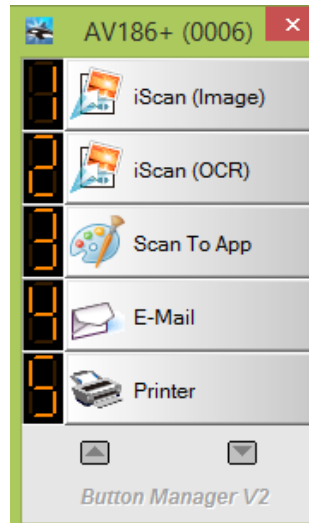 AV186+ (0006)
1 iScan (Image)
2 iScan (OCR)
3 Scan To App
4 E-Mail
5 Printer
Button Manager V2